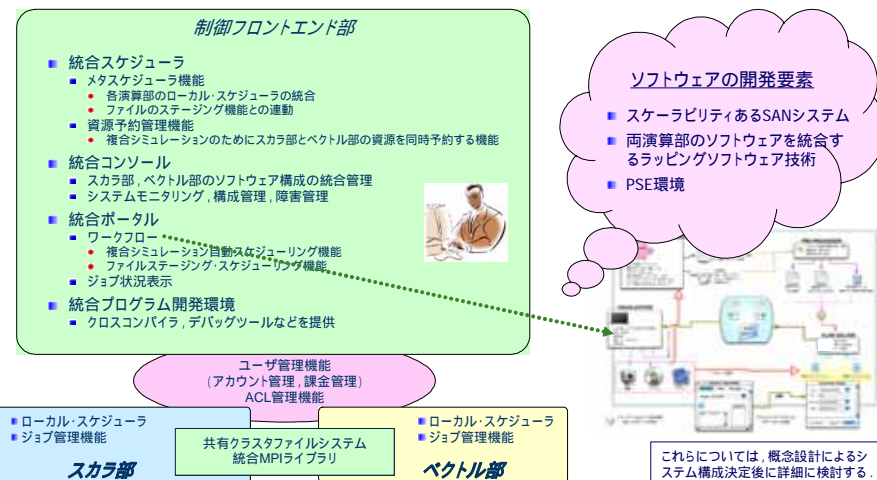 制御フロントエンド部
統合スケジューラ
メタスケジューラ機能
各演算部のローカル・スケジューラの統合
ファイルのステージング機能との連動
資源予約管理機能
複合シミュレーションのためにスカラ部とベクトル部の資源を同時予約する機能
統合コンソール
スカラ部,ベクトル部のソフトウェア構成の統合管理
システムモニタリング,構成管理,障害管理
統合ポータル
ワークフロー
複合シミュレーション自動スケジューリング機能
ファイルステージング・スケジューリング機能
ジョブ状況表示
統合プログラム開発環境
クロスコンパイラ,デバッグツールなどを提供
ソフトウェアの開発要素
スケーラビリティあるSANシステム
両演算部のソフトウェアを統合す
るラッピングソフトウェア技術
PSE環境
ユーザ管理機能
(アカウント管理,課金管理)
ACL管理機能
ローカル・スケジューラ
ジョブ管理機能
スカラ部
共有クラスタファイルシステム
統合MPIライブラリ
ローカル・スケジューラ
ジョブ管理機能
ベクトル部
これらについては,概念設計によるシ
ステム構成決定後に詳細に検討する.